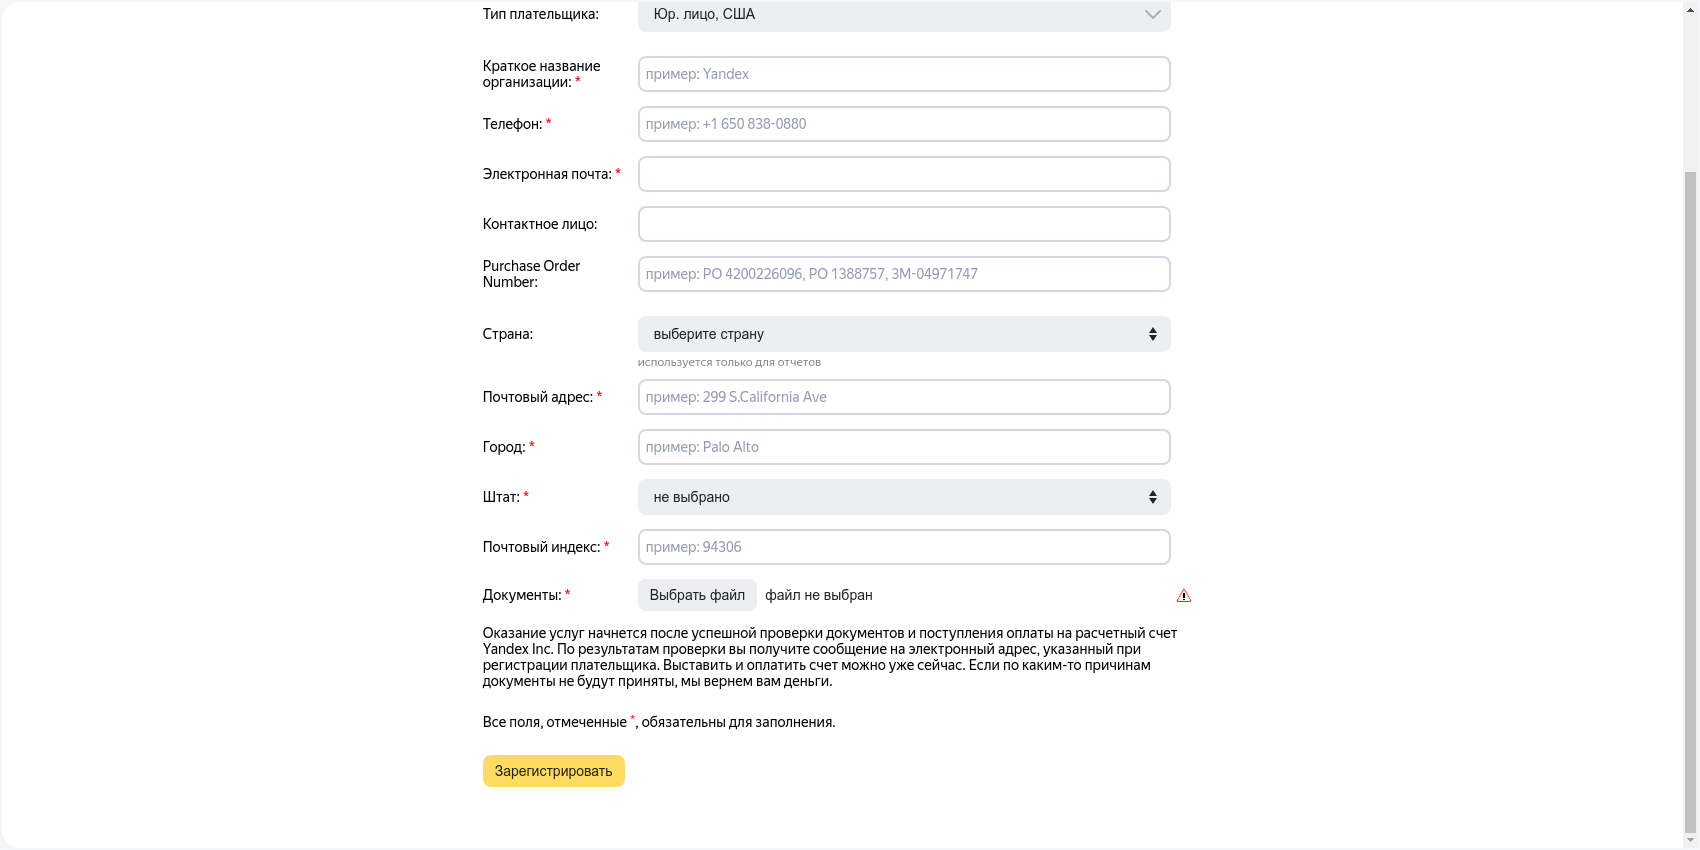 Тип плательщика:
Юр. лицо, США
Краткое название
организации: *
пример: Yandex
Телефон: *
пример: +1 650 838-0880
Электронная почта: *
Контактное лицо:
Purchase Order
Number:
пример: PO 4200226096, PO 1388757, 3M-04971747
Страна:
выберите страну
используется только для отчетов
Почтовый адрес: *
пример: 299 S.California Ave
Город: *
пример: Palo Alto
Штат: *
не выбрано
Почтовый индекс: *
пример: 94306
Документы: *
Выбрать файл
файл не выбран
Оказание услуг начнется после успешной проверки документов и поступления оплаты на расчетный счет
Yandex Inc. По результатам проверки вы получите сообщение на электронный адрес, указанный при
регистрации плательщика. Выставить и оплатить счет можно уже сейчас. Если по каким-то причинам
документы не будут приняты, мы вернем вам деньги.
Все поля, отмеченные *, обязательны для заполнения.
Зарегистрировать